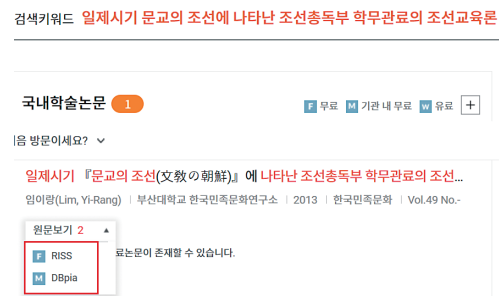 검색키워드 일제시기 문교의 조선에 나타난 조선총독부 학무관료의 조선교육론
국내학술논문 1
F 무료 M 기관 내 무료 W 유료 +
음 방문이세요?
일제시기 『문교의 조선(文敎の朝鮮)』에 나타난 조선총독부 학무관료의 조선...
임이랑(Lim, Yi-Rang) | 부산대학교 한국민족문화연구소 | 2013 | 한국민족문화 | Vol.49 No.-
원문보기 2 ▲
F RISS
료논문이 존재할 수 있습니다.
M DBpia